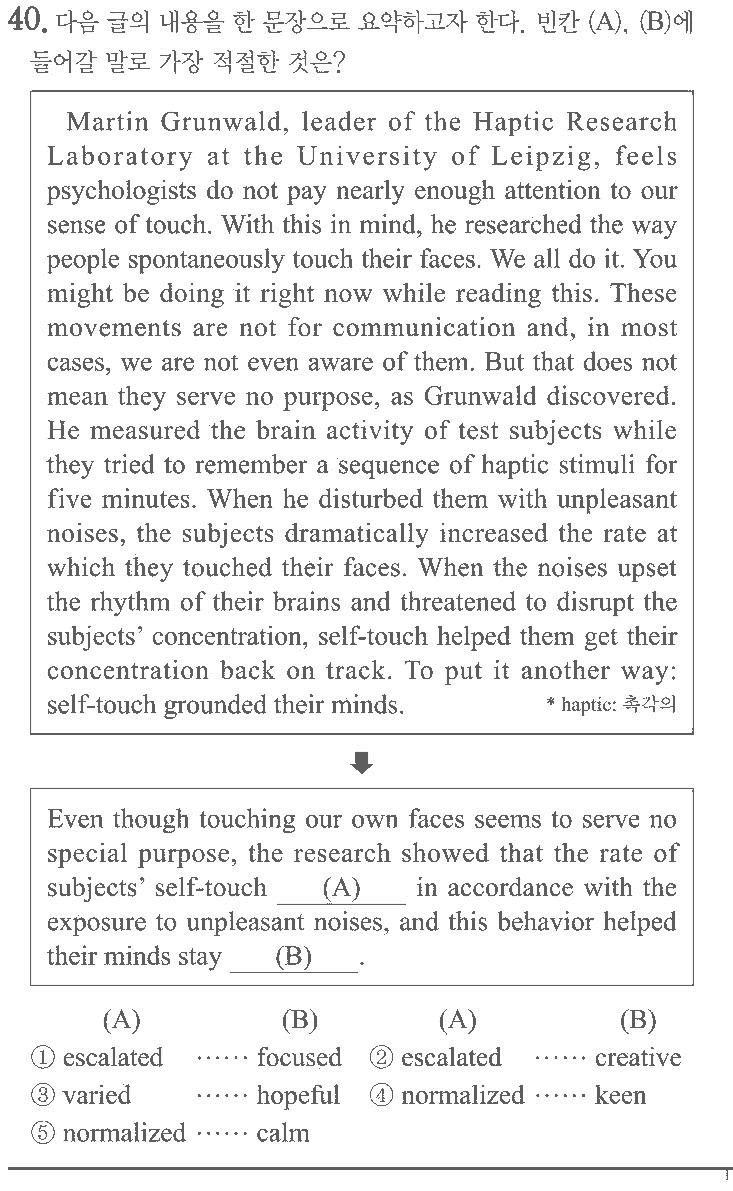 40. 다음 글의 내용을 한 문장으로 요약하고자 한다. 빈칸 (A), (B)에
들어갈 말로 가장 적절한 것은?
Martin Grunwald, leader of the Haptic Research
Laboratory at the University of Leipzig, feels
psychologists do not pay nearly enough attention to our
sense of touch. With this in mind, he researched the way
people spontaneously touch their faces. We all do it. You
might be doing it right now while reading this. These
movements are not for communication and, in most
cases, we are not even aware of them. But that does not
mean they serve no purpose, as Grunwald discovered.
He measured the brain activity of test subjects while
they tried to remember a sequence of haptic stimuli for
five minutes. When he disturbed them with unpleasant
noises, the subjects dramatically increased the rate at
which they touched their faces. When the noises upset
the rhythm of their brains and threatened to disrupt the
subjects' concentration, self-touch helped them get their
concentration back on track. To put it another way:
self-touch grounded their minds. * haptic: 촉각의
Even though touching our own faces seems to serve no
special purpose, the research showed that the rate of
subjects' self-touch (A) in accordance with the
exposure to unpleasant noises, and this behavior helped
their minds stay (B) .
(A) (B) (A) (B)
① escalated ······ focused ② escalated ······ creative
③ varied ······ hopeful ④ normalized ······ keen
⑤ normalized ······ calm